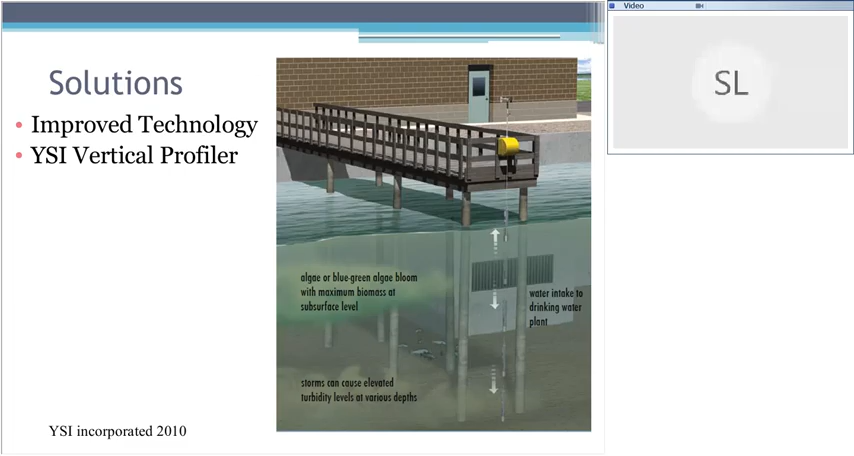 Solutions
• Improved Technology
• YSI Vertical Profiler
algae or blue-green algae bloom
with maximum biomass at
subsurface level
water intake to
drinking water
plant
storms can cause elevated
turbidity levels at various depths
YSI incorporated 2010
Video
SL